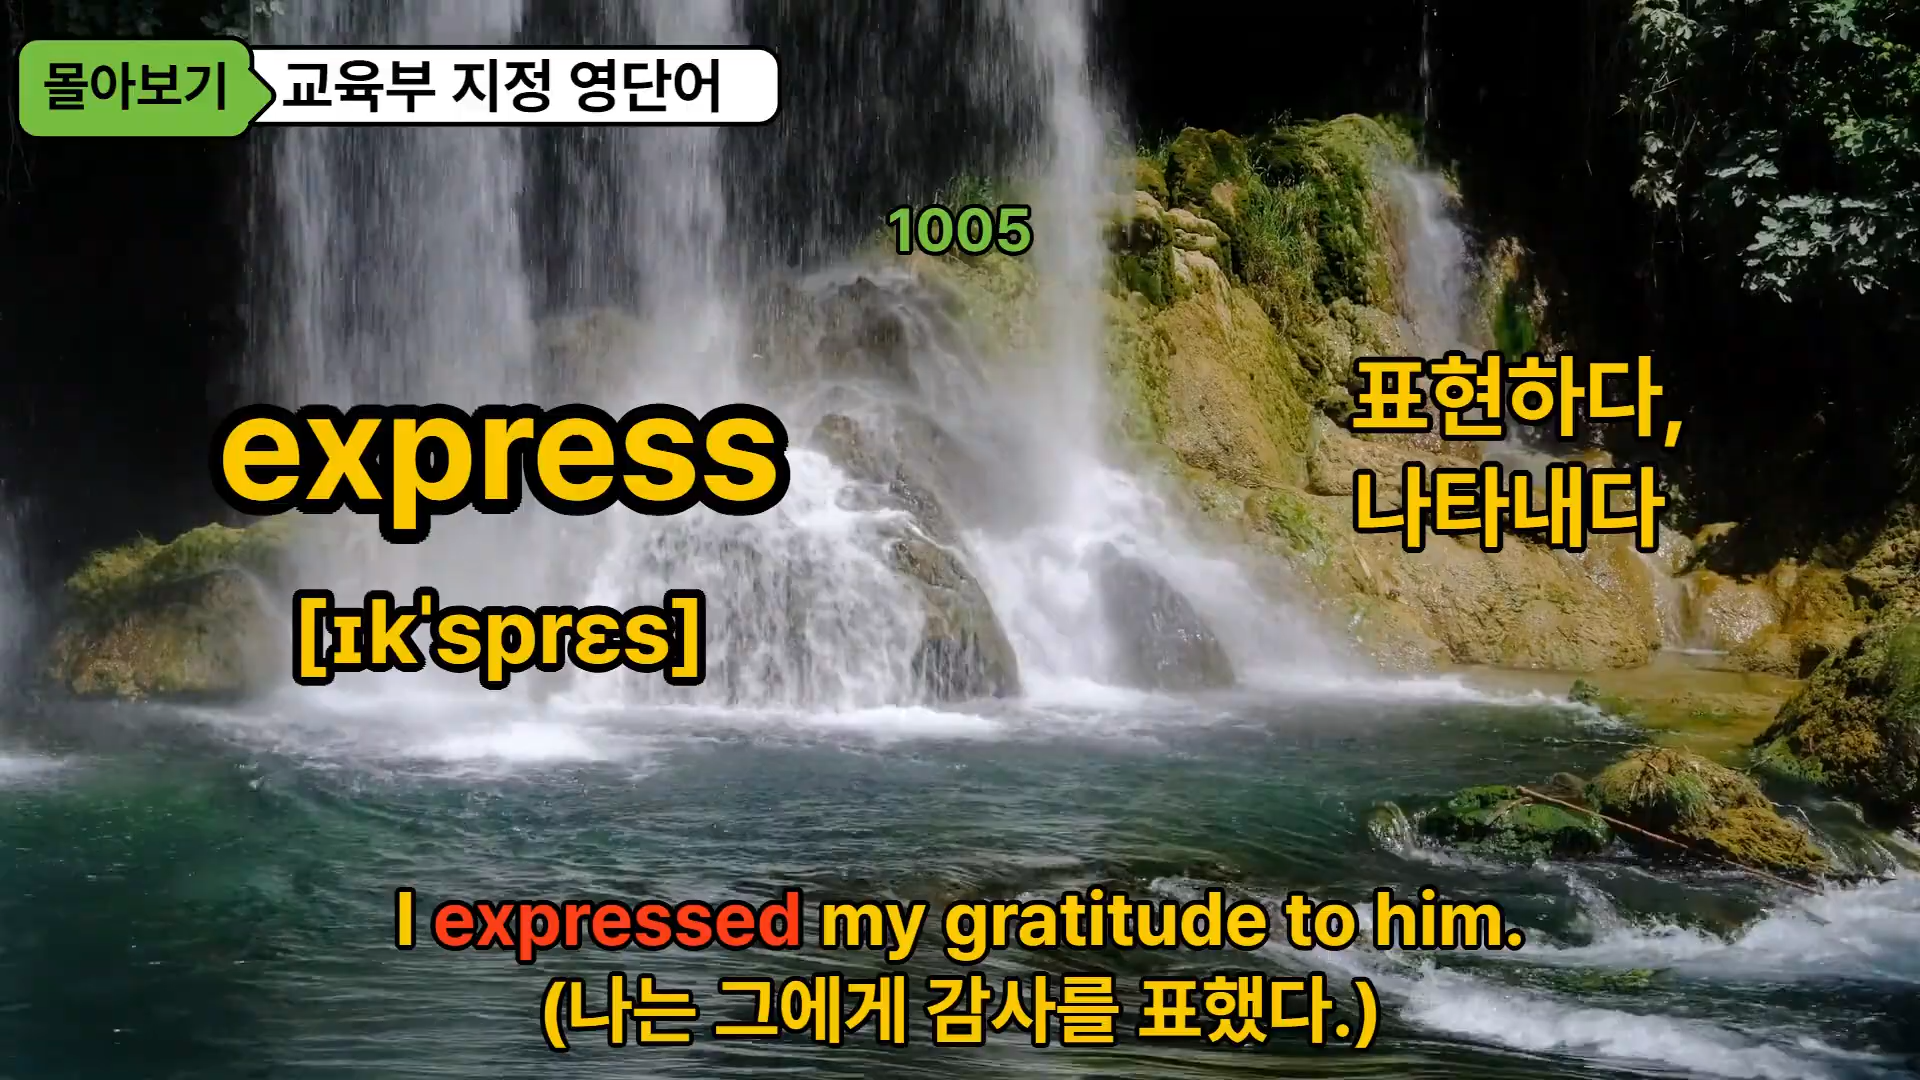 몰아보기 교육부 지정 영단어
1005
express
[ɪkˈsprɛs]
표현하다,
나타내다
I expressed my gratitude to him.
(나는 그에게 감사를 표했다.)